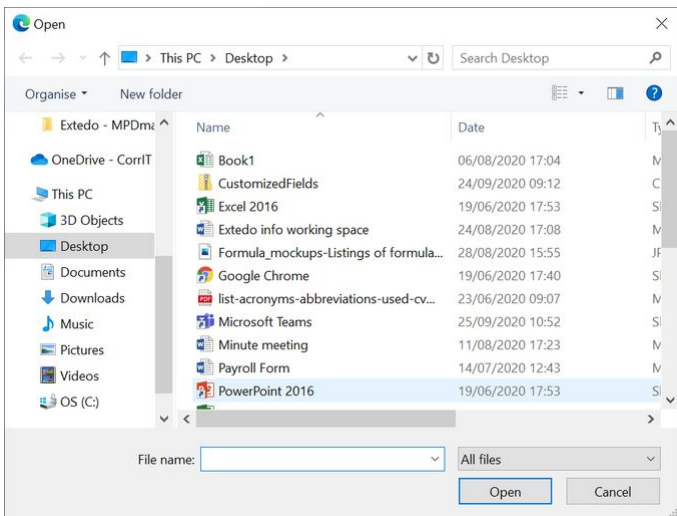 Open
This PC > Desktop >
Search Desktop
Organise
New folder
Extedo - MPDma
OneDrive - CorrIT
This PC
3D Objects
Desktop
Documents
Downloads
Music
Pictures
Videos
OS (C:)
Name Date Ty
Book1 06/08/2020 17:04 M
CustomizedFields 24/09/2020 09:12 C
Excel 2016 19/06/2020 17:53 S
Extedo info working space 24/08/2020 17:08 M
Formula_mockups-Listings of formula... 28/08/2020 15:55 JF
Google Chrome 19/06/2020 17:40 S
PDF list-acronyms-abbreviations-used-cv... 23/06/2020 09:07 M
Microsoft Teams 25/09/2020 10:52 S
Minute meeting 11/08/2020 17:23 M
Payroll Form 14/07/2020 12:43 M
PowerPoint 2016 19/06/2020 17:53 S
File name:
All files
Open
Cancel